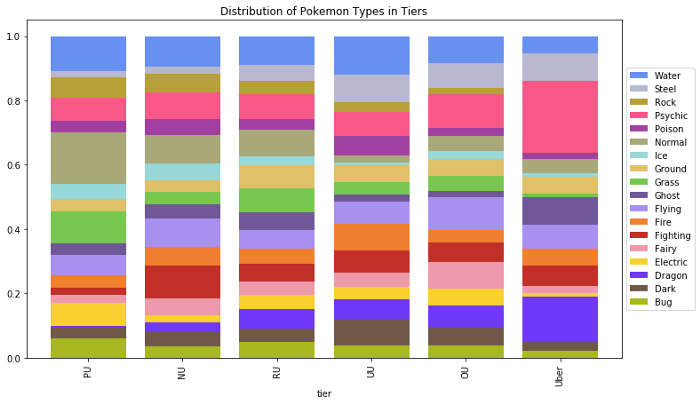 Distribution of Pokemon Types in Tiers
1.0
0.8
0.6
0.4
0.2
0.0
PU
NU
RU
UU
OU
Uber
tier
Water
Steel
Rock
Psychic
Poison
Normal
Ice
Ground
Grass
Ghost
Flying
Fire
Fighting
Fairy
Electric
Dragon
Dark
Bug